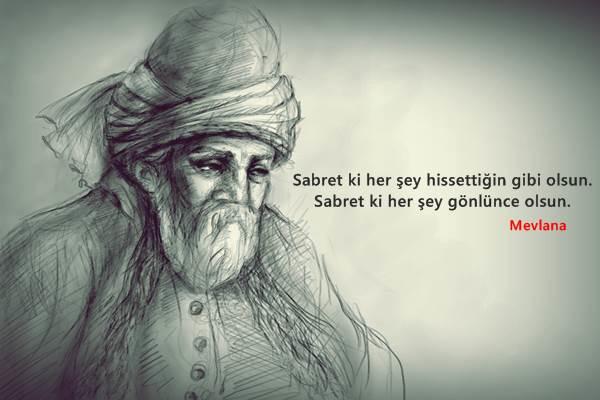 Sabret ki her şey hissettiğin gibi olsun.
Sabret ki her şey gönlünce olsun.
Mevlana